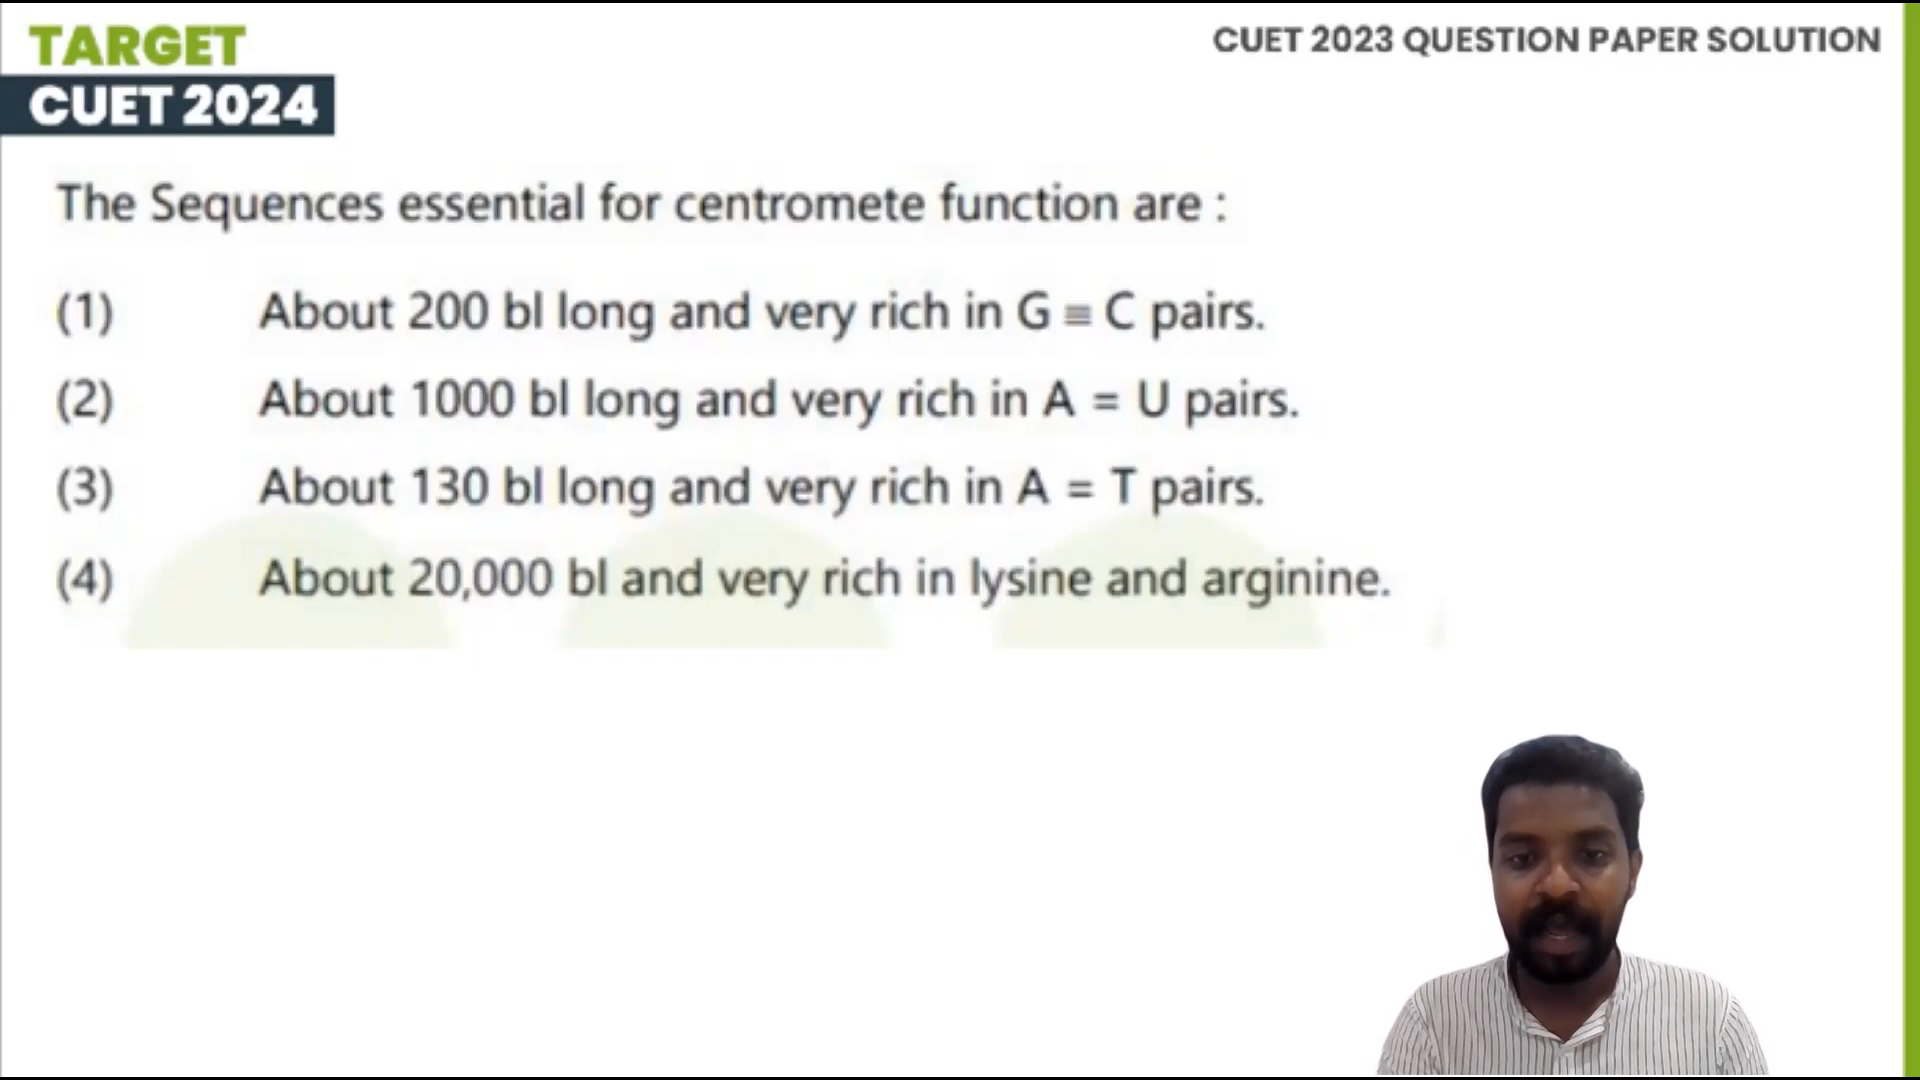 TARGET
CUET 2024
CUET 2023 QUESTION PAPER SOLUTION
The Sequences essential for centromete function are :
(1) About 200 bl long and very rich in G ≡ C pairs.
(2) About 1000 bl long and very rich in A = U pairs.
(3) About 130 bl long and very rich in A = T pairs.
(4) About 20,000 bl and very rich in lysine and arginine.